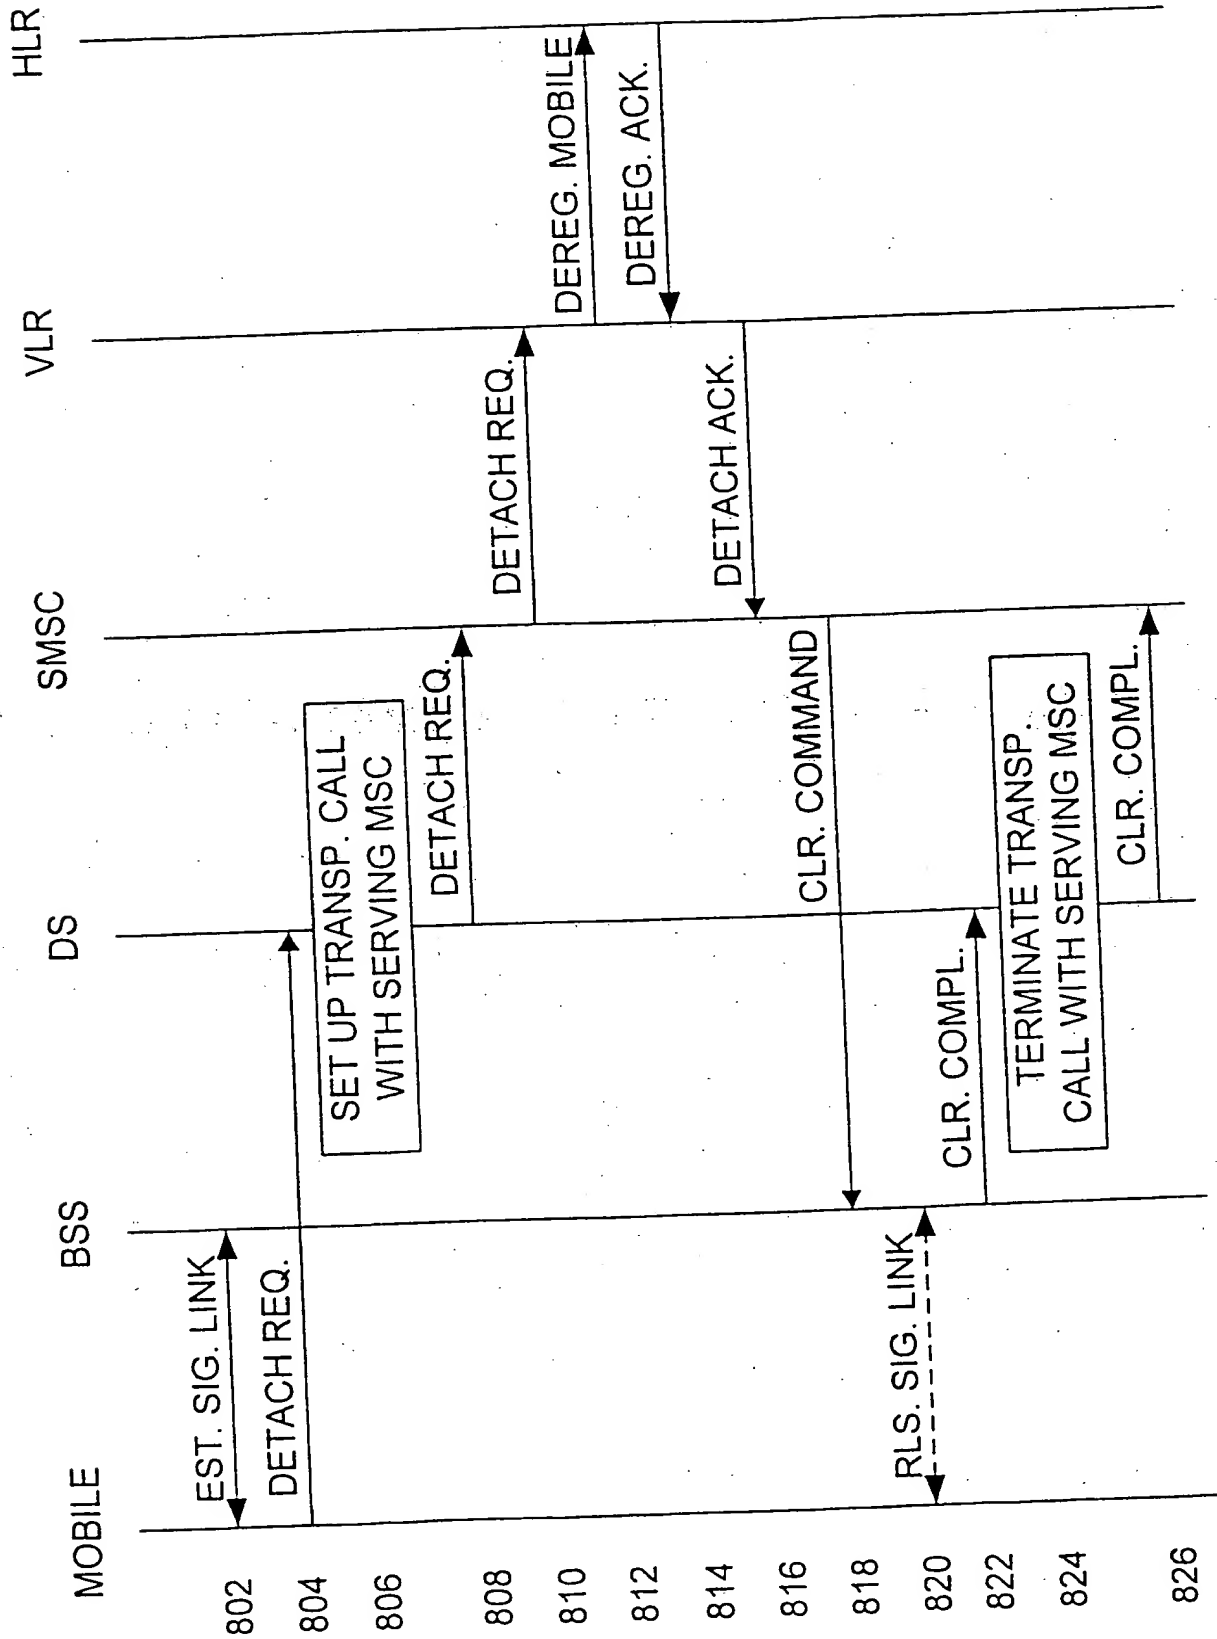 MOBILE
BSS
DS
SMSC
VLR
HLR
802
EST. SIG. LINK
804
DETACH REQ.
806
SET UP TRANSP. CALL
WITH SERVING MSC
808
DETACH REQ.
810
DETACH REQ.
812
DEREG. MOBILE
814
DEREG. ACK.
816
DETACH ACK.
818
CLR. COMMAND
820
RLS. SIG. LINK
822
CLR. COMPL.
824
TERMINATE TRANSP.
CALL WITH SERVING MSC
826
CLR. COMPL.